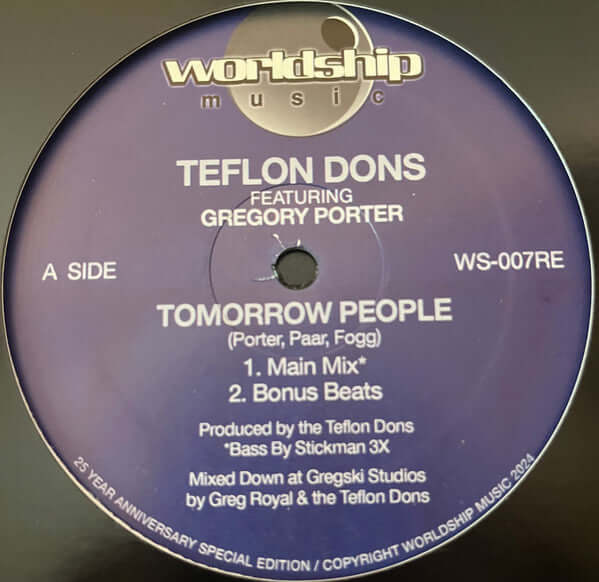 worldship
music
TEFLON DONS
FEATURING
GREGORY PORTER
A SIDE
WS-007RE
TOMORROW PEOPLE
(Porter, Paar, Fogg)
1. Main Mix*
2. Bonus Beats
Produced by the Teflon Dons
*Bass By Stickman 3X
Mixed Down at Gregski Studios
by Greg Royal & the Teflon Dons
25 YEAR ANNIVERSARY SPECIAL EDITION / COPYRIGHT WORLDSHIP MUSIC 2024